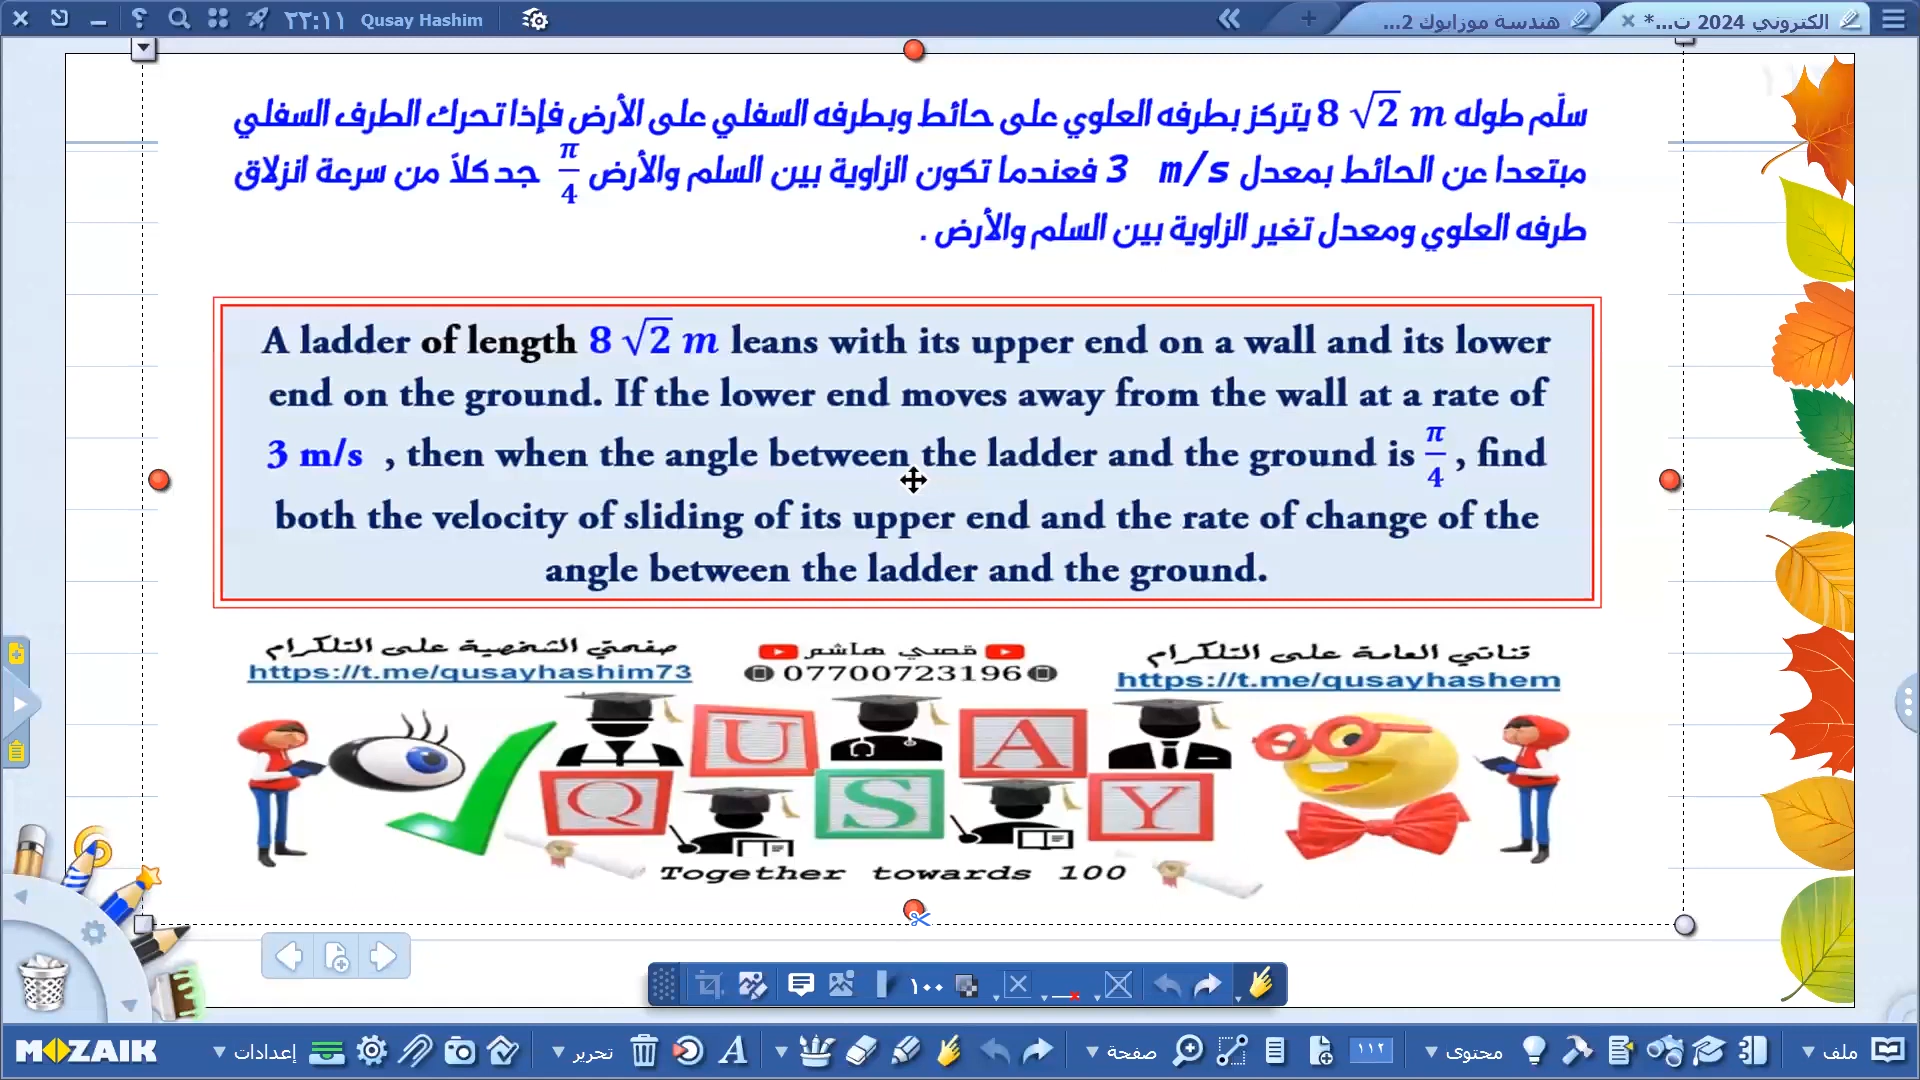 ٢٣:١١ Qusay Hashim
هندسة موزابوك 2...
الكتروني 2024 ت...*
سلّم طوله 8 √2 m يتركز بطرفه العلوي على حائط وبطرفه السفلي على الأرض فإذا تحرك الطرف السفلي
مبتعدا عن الحائط بمعدل 3 m/s فعندما تكون الزاوية بين السلم والأرض π/4 جد كلاً من سرعة انزلاق
طرفه العلوي ومعدل تغير الزاوية بين السلم والأرض .
A ladder of length 8 √2 m leans with its upper end on a wall and its lower
end on the ground. If the lower end moves away from the wall at a rate of
3 m/s , then when the angle between the ladder and the ground is π/4 , find
both the velocity of sliding of its upper end and the rate of change of the
angle between the ladder and the ground.
صفحتي الشخصية على التلكرام
https://t.me/qusayhashim73
قصي هاشم
07700723196
قناتي العامة على التلكرام
https://t.me/qusayhashem
QUSAY
Together towards 100
١٠٠
MOZAIK
إعدادات
تحرير
صفحة
١١٢
محتوى
ملف